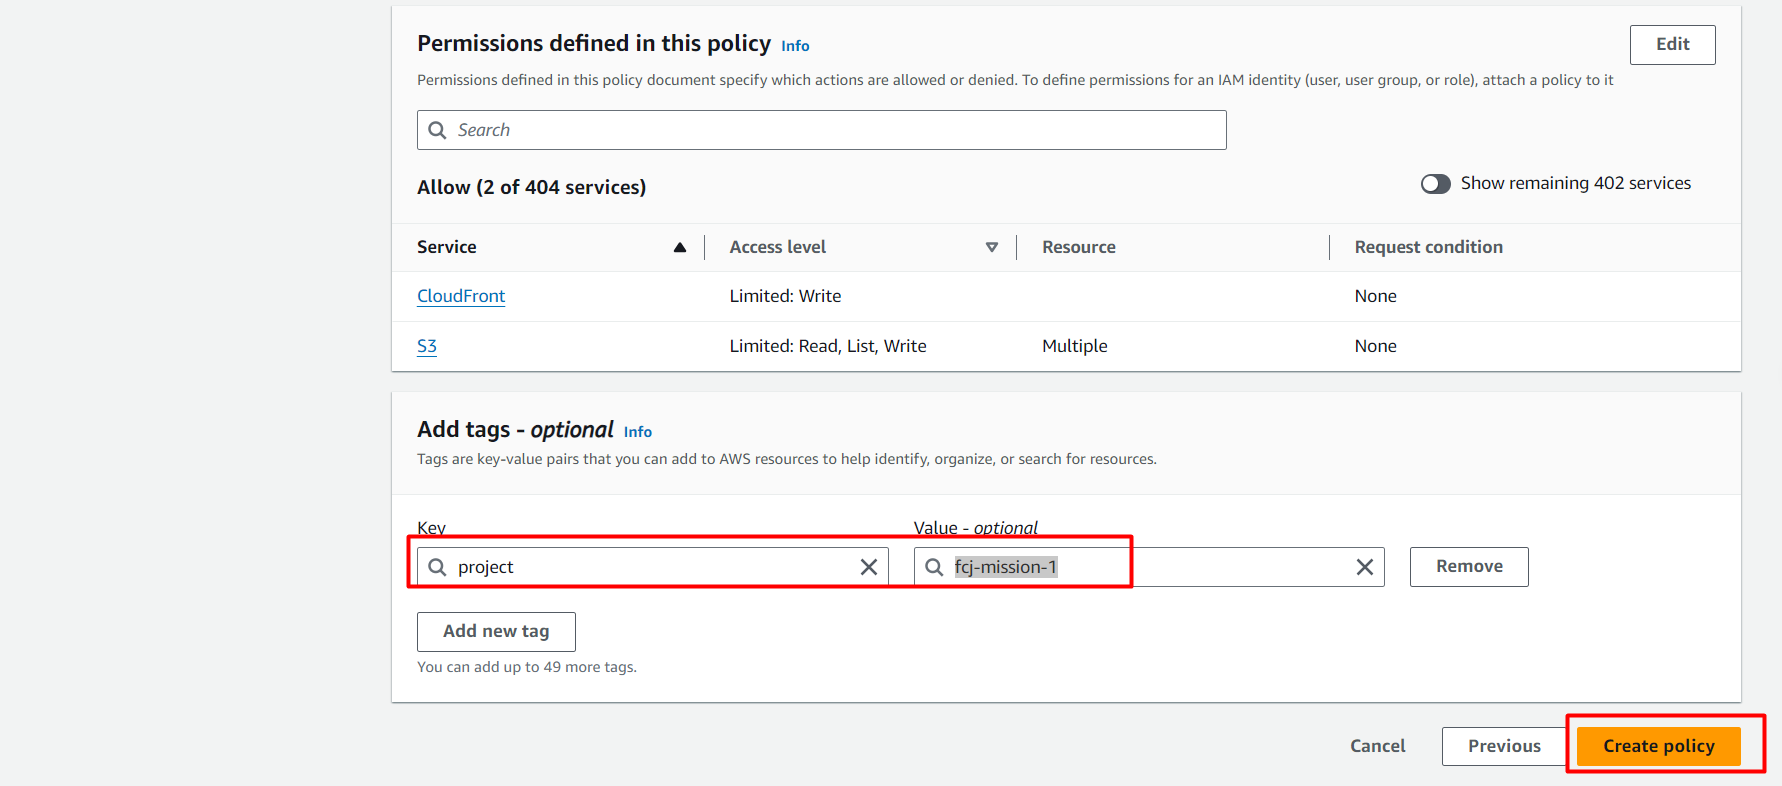 Permissions defined in this policy Info
Edit
Permissions defined in this policy document specify which actions are allowed or denied. To define permissions for an IAM identity (user, user group, or role), attach a policy to it
Search
Allow (2 of 404 services)
Show remaining 402 services
Service Access level Resource Request condition
CloudFront Limited: Write None
S3 Limited: Read, List, Write Multiple None
Add tags - optional Info
Tags are key-value pairs that you can add to AWS resources to help identify, organize, or search for resources.
Key Value - optional
project fcj-mission-1 Remove
Add new tag
You can add up to 49 more tags.
Cancel Previous Create policy